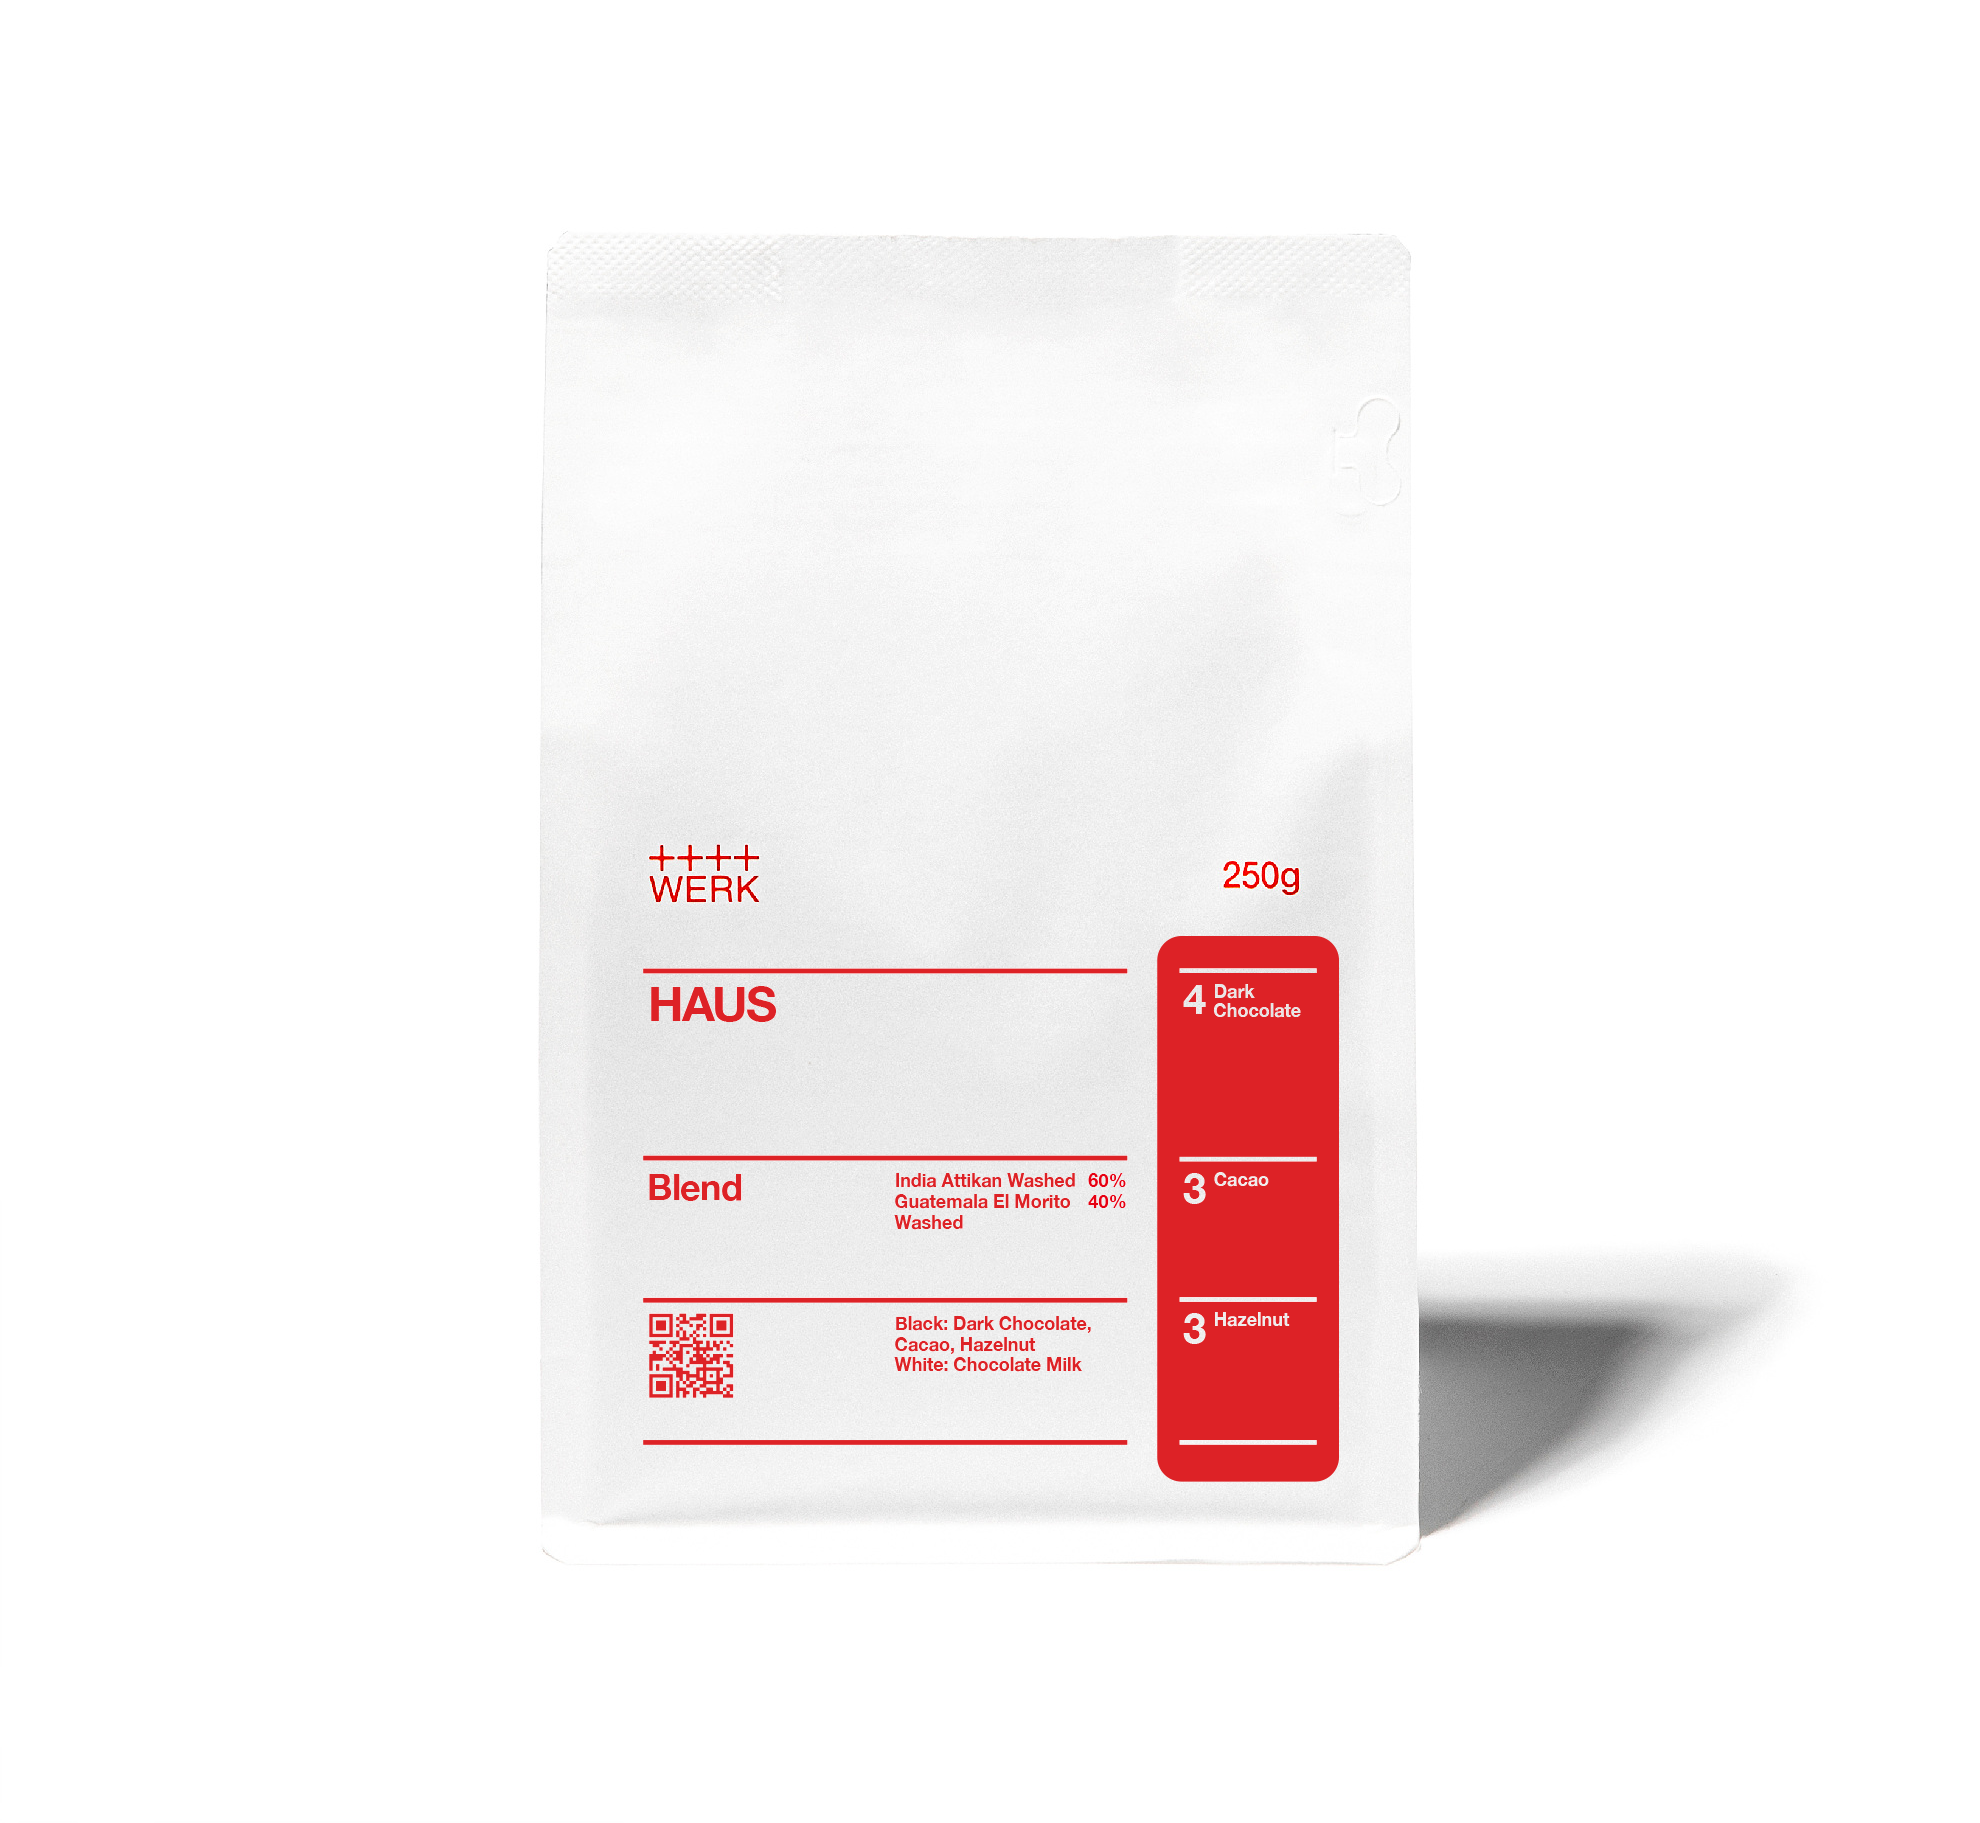 ++++
WERK
250g
HAUS
Blend
India Attikan Washed 60%
Guatemala El Morito 40%
Washed
Black: Dark Chocolate,
Cacao, Hazelnut
White: Chocolate Milk
4 Dark
Chocolate
3 Cacao
3 Hazelnut